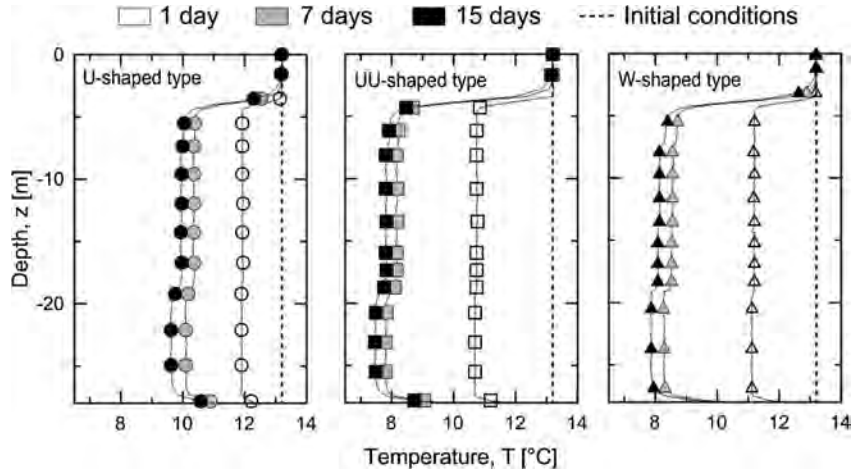 1 day 7 days 15 days Initial conditions
U-shaped type UU-shaped type W-shaped type
0
-10
-20
Depth, z [m]
8 10 12 14 8 10 12 14 8 10 12 14
Temperature, T [°C]